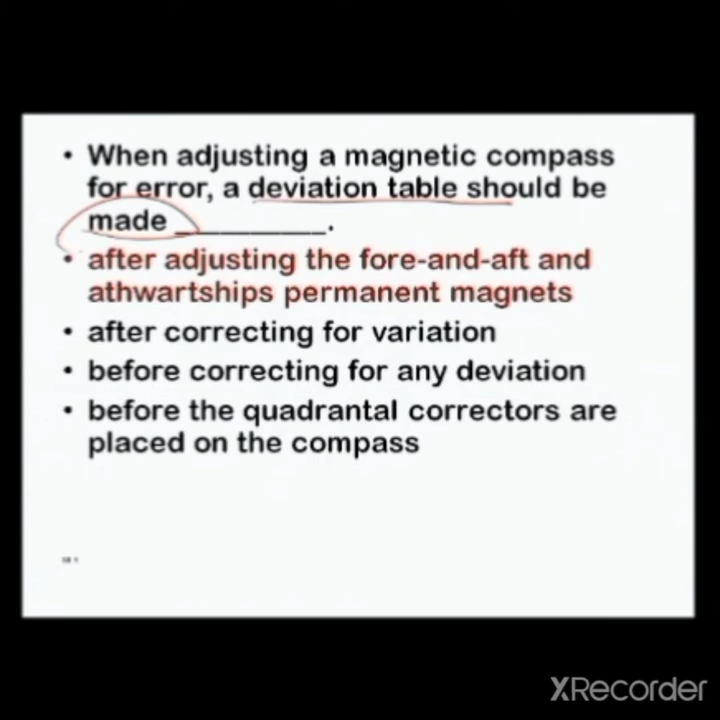 • When adjusting a magnetic compass
for error, a deviation table should be
made __________.
• after adjusting the fore-and-aft and
athwartships permanent magnets
• after correcting for variation
• before correcting for any deviation
• before the quadrantal correctors are
placed on the compass
XRecorder